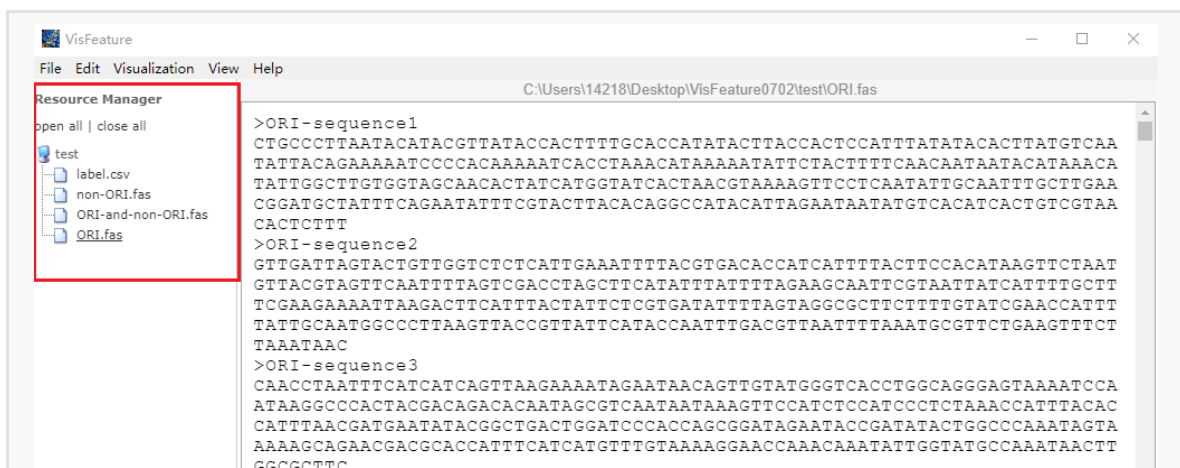 VisFeature
File Edit Visualization View Help
C:\Users\14218\Desktop\VisFeature0702\test\ORI.fas
Resource Manager
open all | close all
test
label.csv
non-ORI.fas
ORI-and-non-ORI.fas
ORI.fas
>ORI-sequence1
CTGCCCTTAATACATACGTTATACCACTTTTGCACCATATACTTACCACTCCATTTATATACACTTATGTCAA
TATTACAGAAAAATCCCCACAAAAATCACCTAAACATAAAAATATTCTACTTTTCAACAATAATACATAAACA
TATTGGCTTGTGGTAGCAACACTATCATGGTATCACTAACGTAAAAGTTCCTCAATATTGCAATTTGCTTGAA
CGGATGCTATTTCAGAATATTTCGTACTTACACAGGCCATACATTAGAATAATATGTCACATCACTGTCGTAA
CACTCTTT
>ORI-sequence2
GTTGATTAGTACTGTTGGTCTCTCATTGAAATTTTACGTGACACCATCATTTTACTTCCACATAAGTTCTAAT
GTTACGTAGTTCAATTTTAGTCGACCTAGCTTCATATTTATTTTAGAAGCAATTCGTAATTATCATTTTGCTT
TCGAAGAAAATTAAGACTTCATTTACTATTCTCGTGATATTTTAGTAGGCGCTTCTTTTGTATCGAACCATTT
TATTGCAATGGCCCTTAAGTTACCGTTATTCATACCAATTTGACGTTAATTTTAAATGCGTTCTGAAGTTTCT
TAAATAAC
>ORI-sequence3
CAACCTAATTTCATCATCAGTTAAGAAAATAGAATAACAGTTGTATGGGTCACCTGGCAGGGAGTAAAATCCA
ATAAGGCCCACTACGACAGACACAATAGCGTCAATAATAAAGTTCCATCTCCATCCCTCTAAACCATTTACAC
CATTTAACGATGAATATACGGCTGACTGGATCCCACCAGCGGATAGAATACCGATATACTGGCCCAAATAGTA
AAAAGCAGAACGACGCACCATTTCATCATGTTTGTAAAAGGAACCAAACAAATATTGGTATGCCAAATAACTT
GGCGCTTC